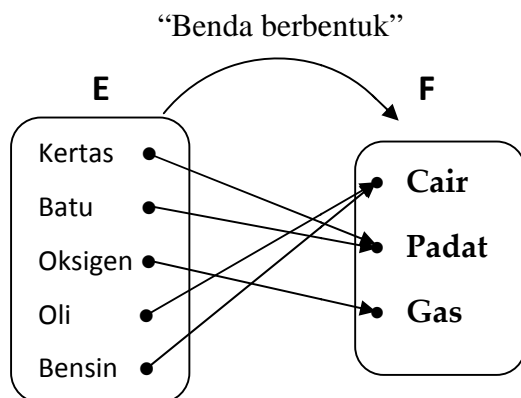 “Benda berbentuk”
E
F
Kertas
Batu
Oksigen
Oli
Bensin
Cair
Padat
Gas